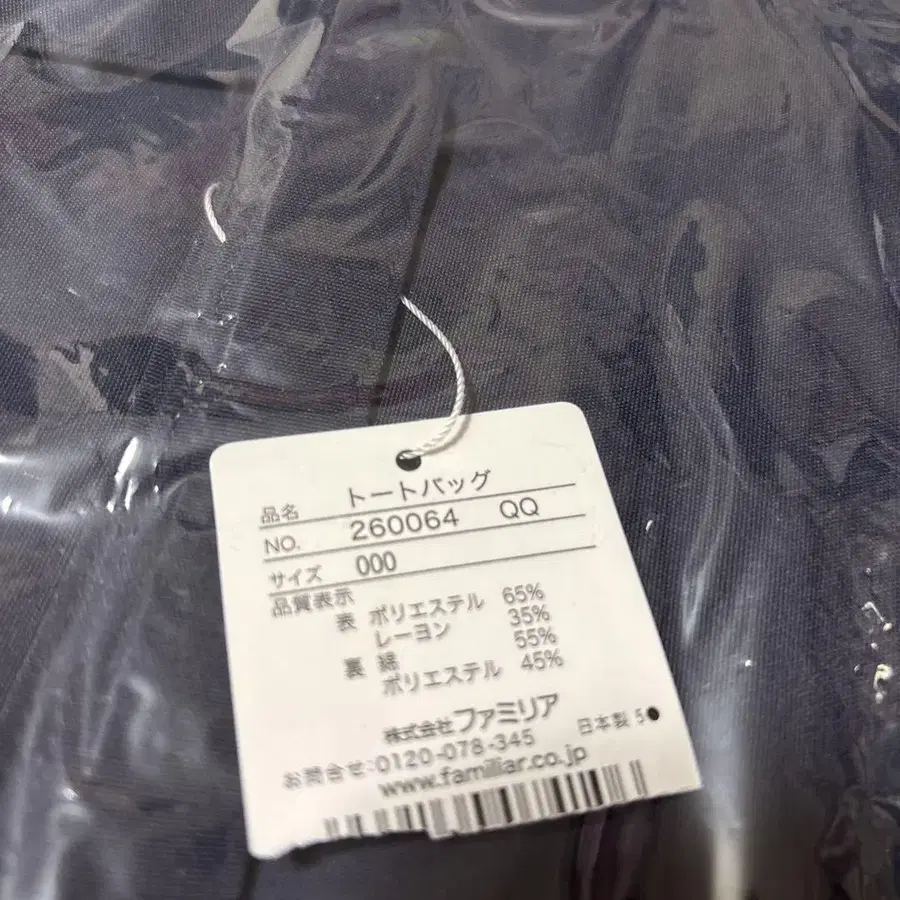 品名 トートバッグ
NO. 260064 QQ
サイズ 000
品質表示
表 ポリエステル 65%
レーヨン 35%
裏 綿 55%
ポリエステル 45%
株式会社ファミリア 日本製 5●
お問合せ:0120-078-345
www.familiar.co.jp